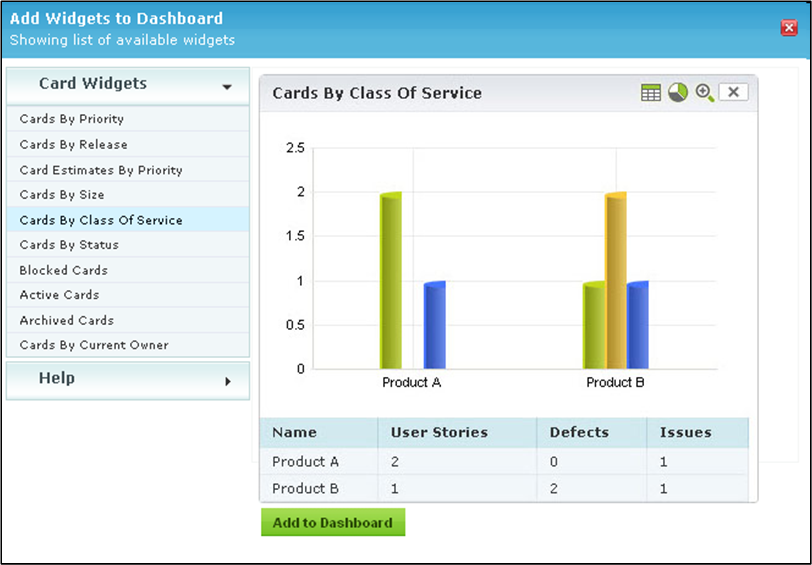 Add Widgets to Dashboard
Showing list of available widgets
Card Widgets
Cards By Priority
Cards By Release
Card Estimates By Priority
Cards By Size
Cards By Class Of Service
Cards By Status
Blocked Cards
Active Cards
Archived Cards
Cards By Current Owner
Help
Cards By Class Of Service
2.5
2
1.5
1
0.5
0
Product A Product B
Name User Stories Defects Issues
Product A 2 0 1
Product B 1 2 1
Add to Dashboard